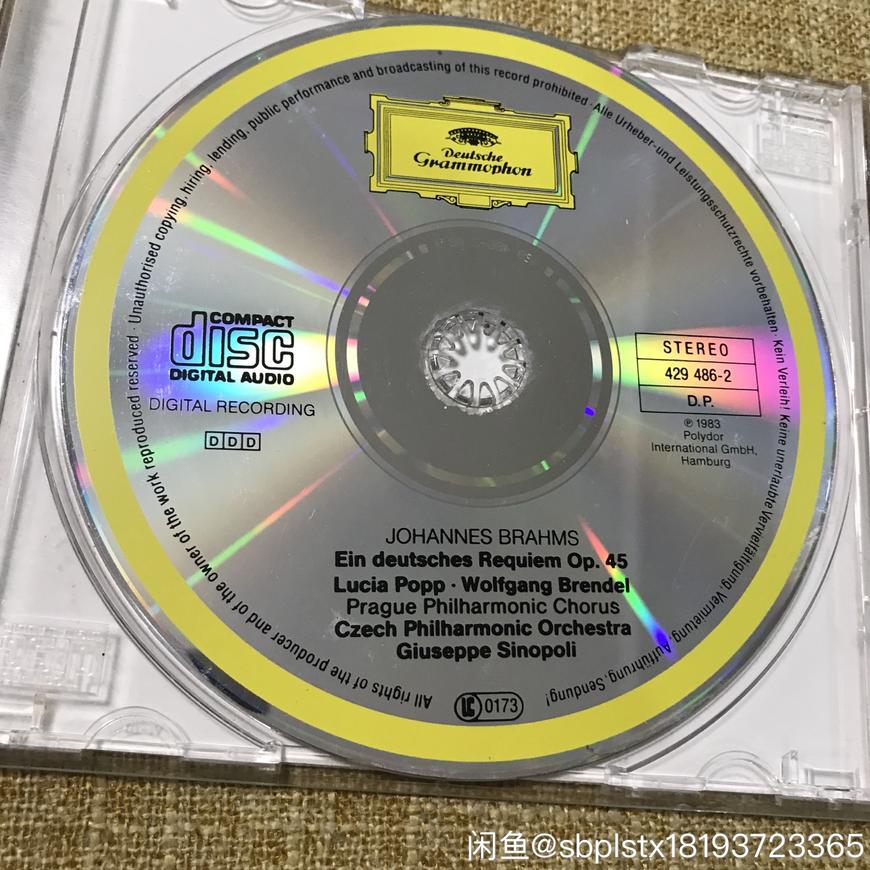 Deutsche
Grammophon
COMPACT
disc
DIGITAL AUDIO
DIGITAL RECORDING
DDD
STEREO
429 486-2
D.P.
℗ 1983
Polydor
International GmbH,
Hamburg
JOHANNES BRAHMS
Ein deutsches Requiem Op. 45
Lucia Popp · Wolfgang Brendel
Prague Philharmonic Chorus
Czech Philharmonic Orchestra
Giuseppe Sinopoli
LC 0173
All rights of the producer and of the owner of the work reproduced reserved · Unauthorised copying, hiring, lending, public performance and broadcasting of this record prohibited · Alle Urheber- und Leistungsschutzrechte vorbehalten · Kein Verleih! Keine unerlaubte Vervielfältigung, Vermietung, Aufführung, Sendung!
闲鱼@sbplstx18193723365